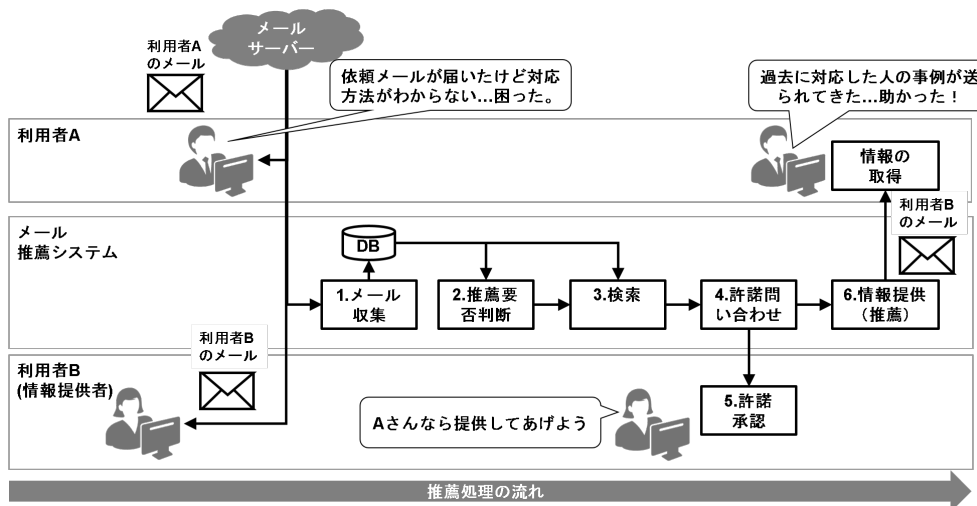 メール
サーバー
利用者A
のメール
依頼メールが届いたけど対応
方法がわからない…困った。
過去に対応した人の事例が送
られてきた…助かった！
利用者A
情報の
取得
利用者B
のメール
メール
推薦システム
DB
1.メール
収集
2.推薦要
否判断
3.検索
4.許諾問
い合わせ
6.情報提供
（推薦）
利用者B
のメール
利用者B
(情報提供者)
Aさんなら提供してあげよう
5.許諾
承認
推薦処理の流れ